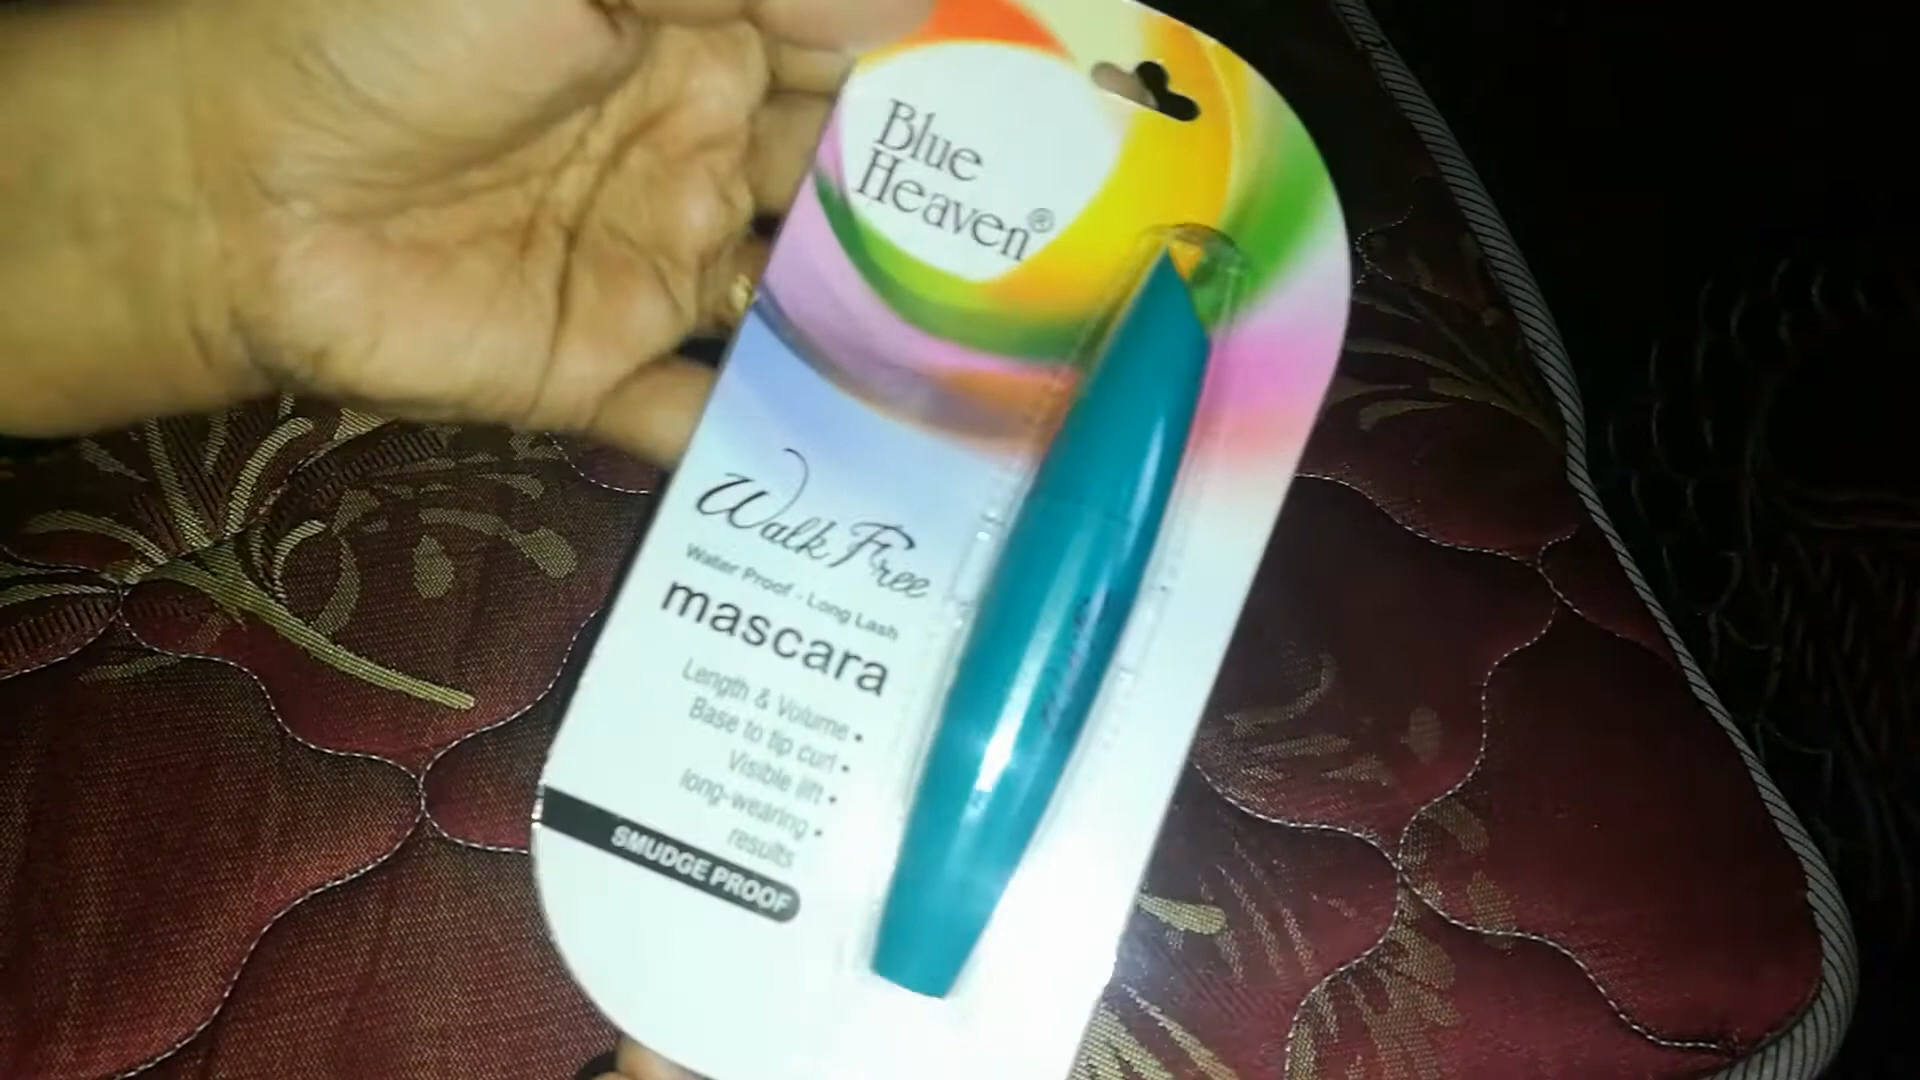 Blue
Heaven®
Walk Free
Water Proof - Long Lash
mascara
Length & Volume •
Base to tip curl •
Visible lift •
long-wearing •
results
SMUDGE PROOF